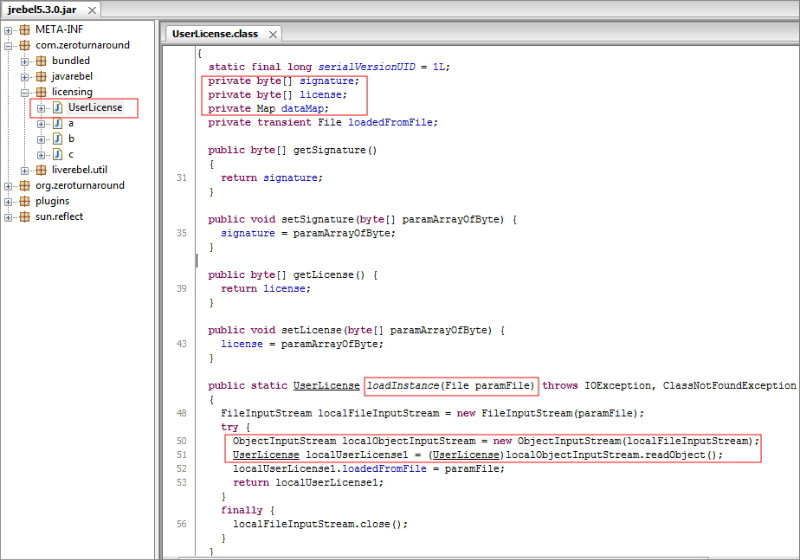 jrebel5.3.0.jar
META-INF
com.zeroturnaround
bundled
javarebel
licensing
UserLicense
a
b
c
liverebel.util
org.zeroturnaround
plugins
sun.reflect
UserLicense.class
{
static final long serialVersionUID = 1L;
private byte[] signature;
private byte[] license;
private Map dataMap;
private transient File loadedFromFile;
public byte[] getSignature()
{
31 return signature;
}
public void setSignature(byte[] paramArrayOfByte) {
35 signature = paramArrayOfByte;
}
public byte[] getLicense() {
39 return license;
}
public void setLicense(byte[] paramArrayOfByte) {
43 license = paramArrayOfByte;
}
public static UserLicense loadInstance(File paramFile) throws IOException, ClassNotFoundException
{
48 FileInputStream localFileInputStream = new FileInputStream(paramFile);
try {
50 ObjectInputStream localObjectInputStream = new ObjectInputStream(localFileInputStream);
51 UserLicense localUserLicense1 = (UserLicense)localObjectInputStream.readObject();
52 localUserLicense1.loadedFromFile = paramFile;
53 return localUserLicense1;
}
finally {
56 localFileInputStream.close();
}
}